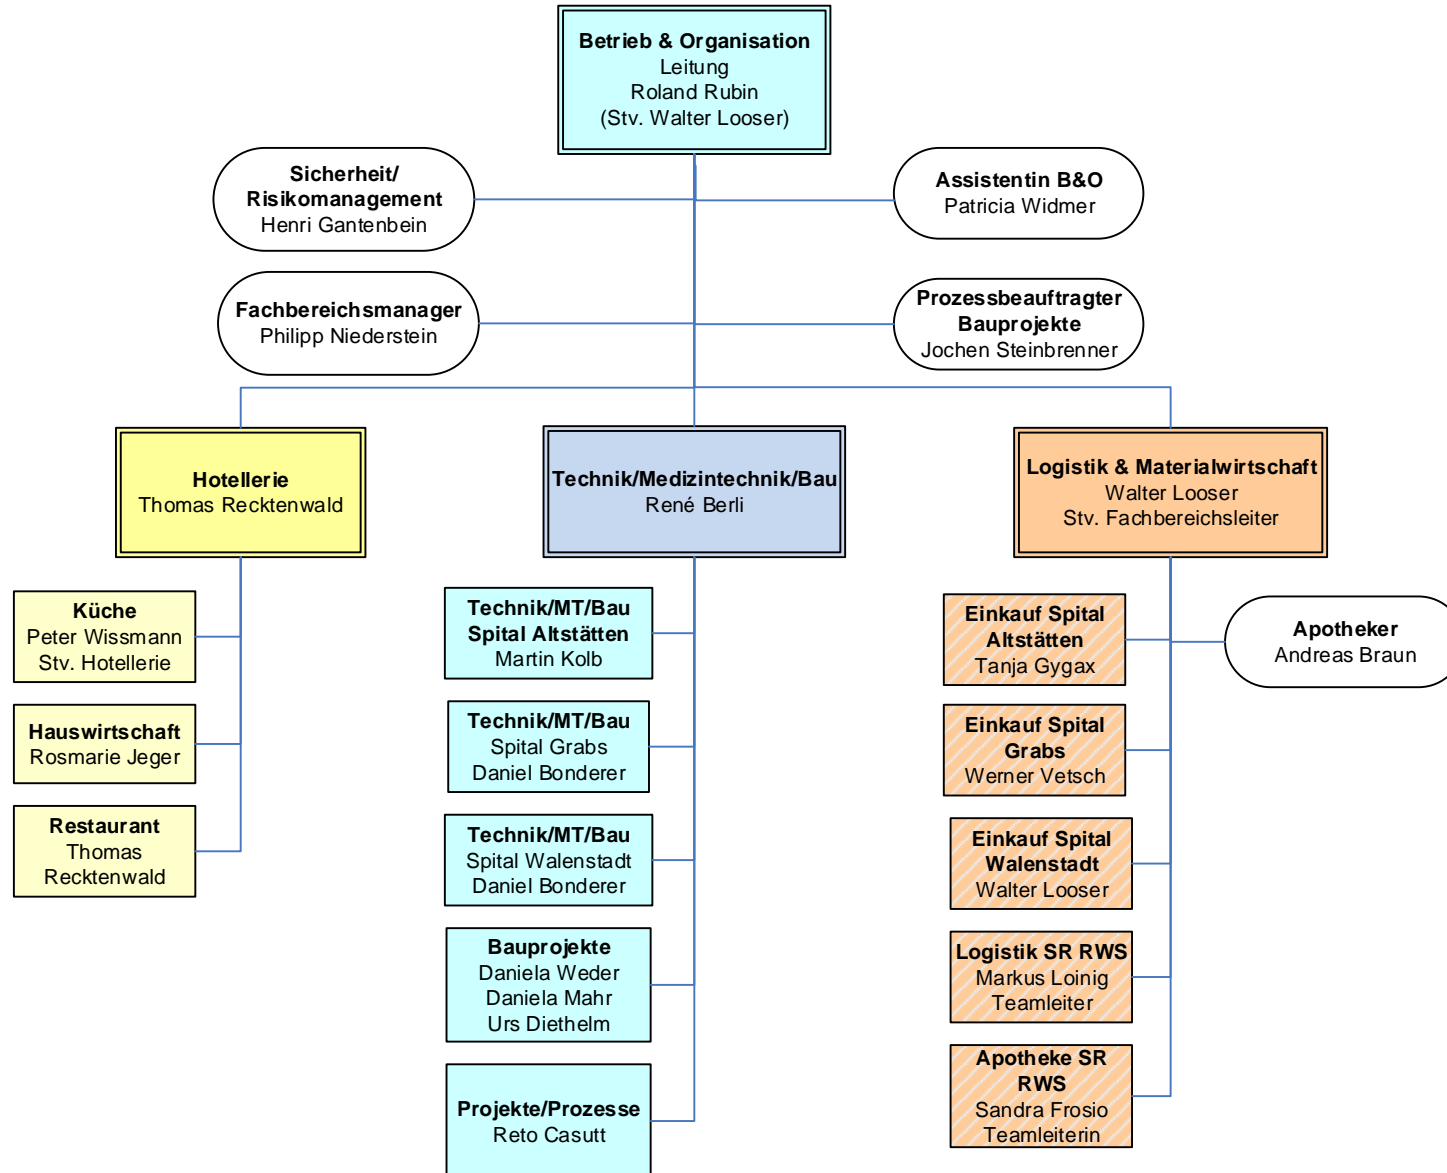 Betrieb & Organisation
Leitung
Roland Rubin
(Stv. Walter Looser)
Sicherheit/
Risikomanagement
Henri Gantenbein
Assistentin B&O
Patricia Widmer
Fachbereichsmanager
Philipp Niederstein
Prozessbeauftragter
Bauprojekte
Jochen Steinbrenner
Hotellerie
Thomas Recktenwald
Technik/Medizintechnik/Bau
René Berli
Logistik & Materialwirtschaft
Walter Looser
Stv. Fachbereichsleiter
Küche
Peter Wissmann
Stv. Hotellerie
Hauswirtschaft
Rosmarie Jeger
Restaurant
Thomas
Recktenwald
Technik/MT/Bau
Spital Altstätten
Martin Kolb
Technik/MT/Bau
Spital Grabs
Daniel Bonderer
Technik/MT/Bau
Spital Walenstadt
Daniel Bonderer
Bauprojekte
Daniela Weder
Daniela Mahr
Urs Diethelm
Projekte/Prozesse
Reto Casutt
Einkauf Spital
Altstätten
Tanja Gygax
Apotheker
Andreas Braun
Einkauf Spital
Grabs
Werner Vetsch
Einkauf Spital
Walenstadt
Walter Looser
Logistik SR RWS
Markus Loinig
Teamleiter
Apotheke SR
RWS
Sandra Frosio
Teamleiterin